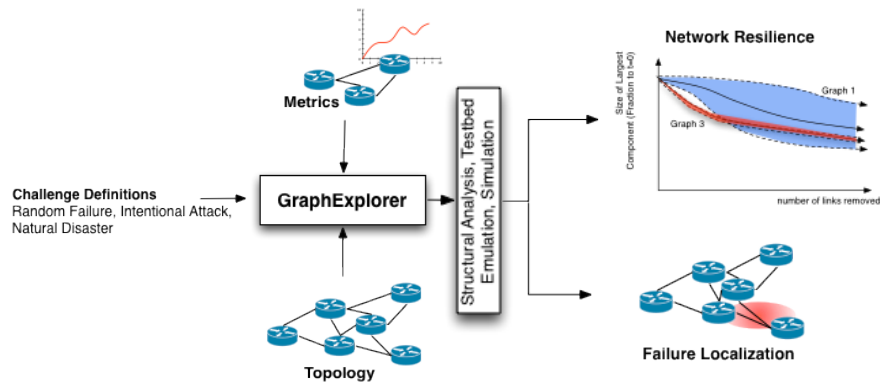 Metrics
Challenge Definitions
Random Failure, Intentional Attack,
Natural Disaster
GraphExplorer
Topology
Structural Analysis, Testbed
Emulation, Simulation
Network Resilience
Size of Largest
Component (Fraction to t=0)
Graph 1
Graph 3
number of links removed
Failure Localization